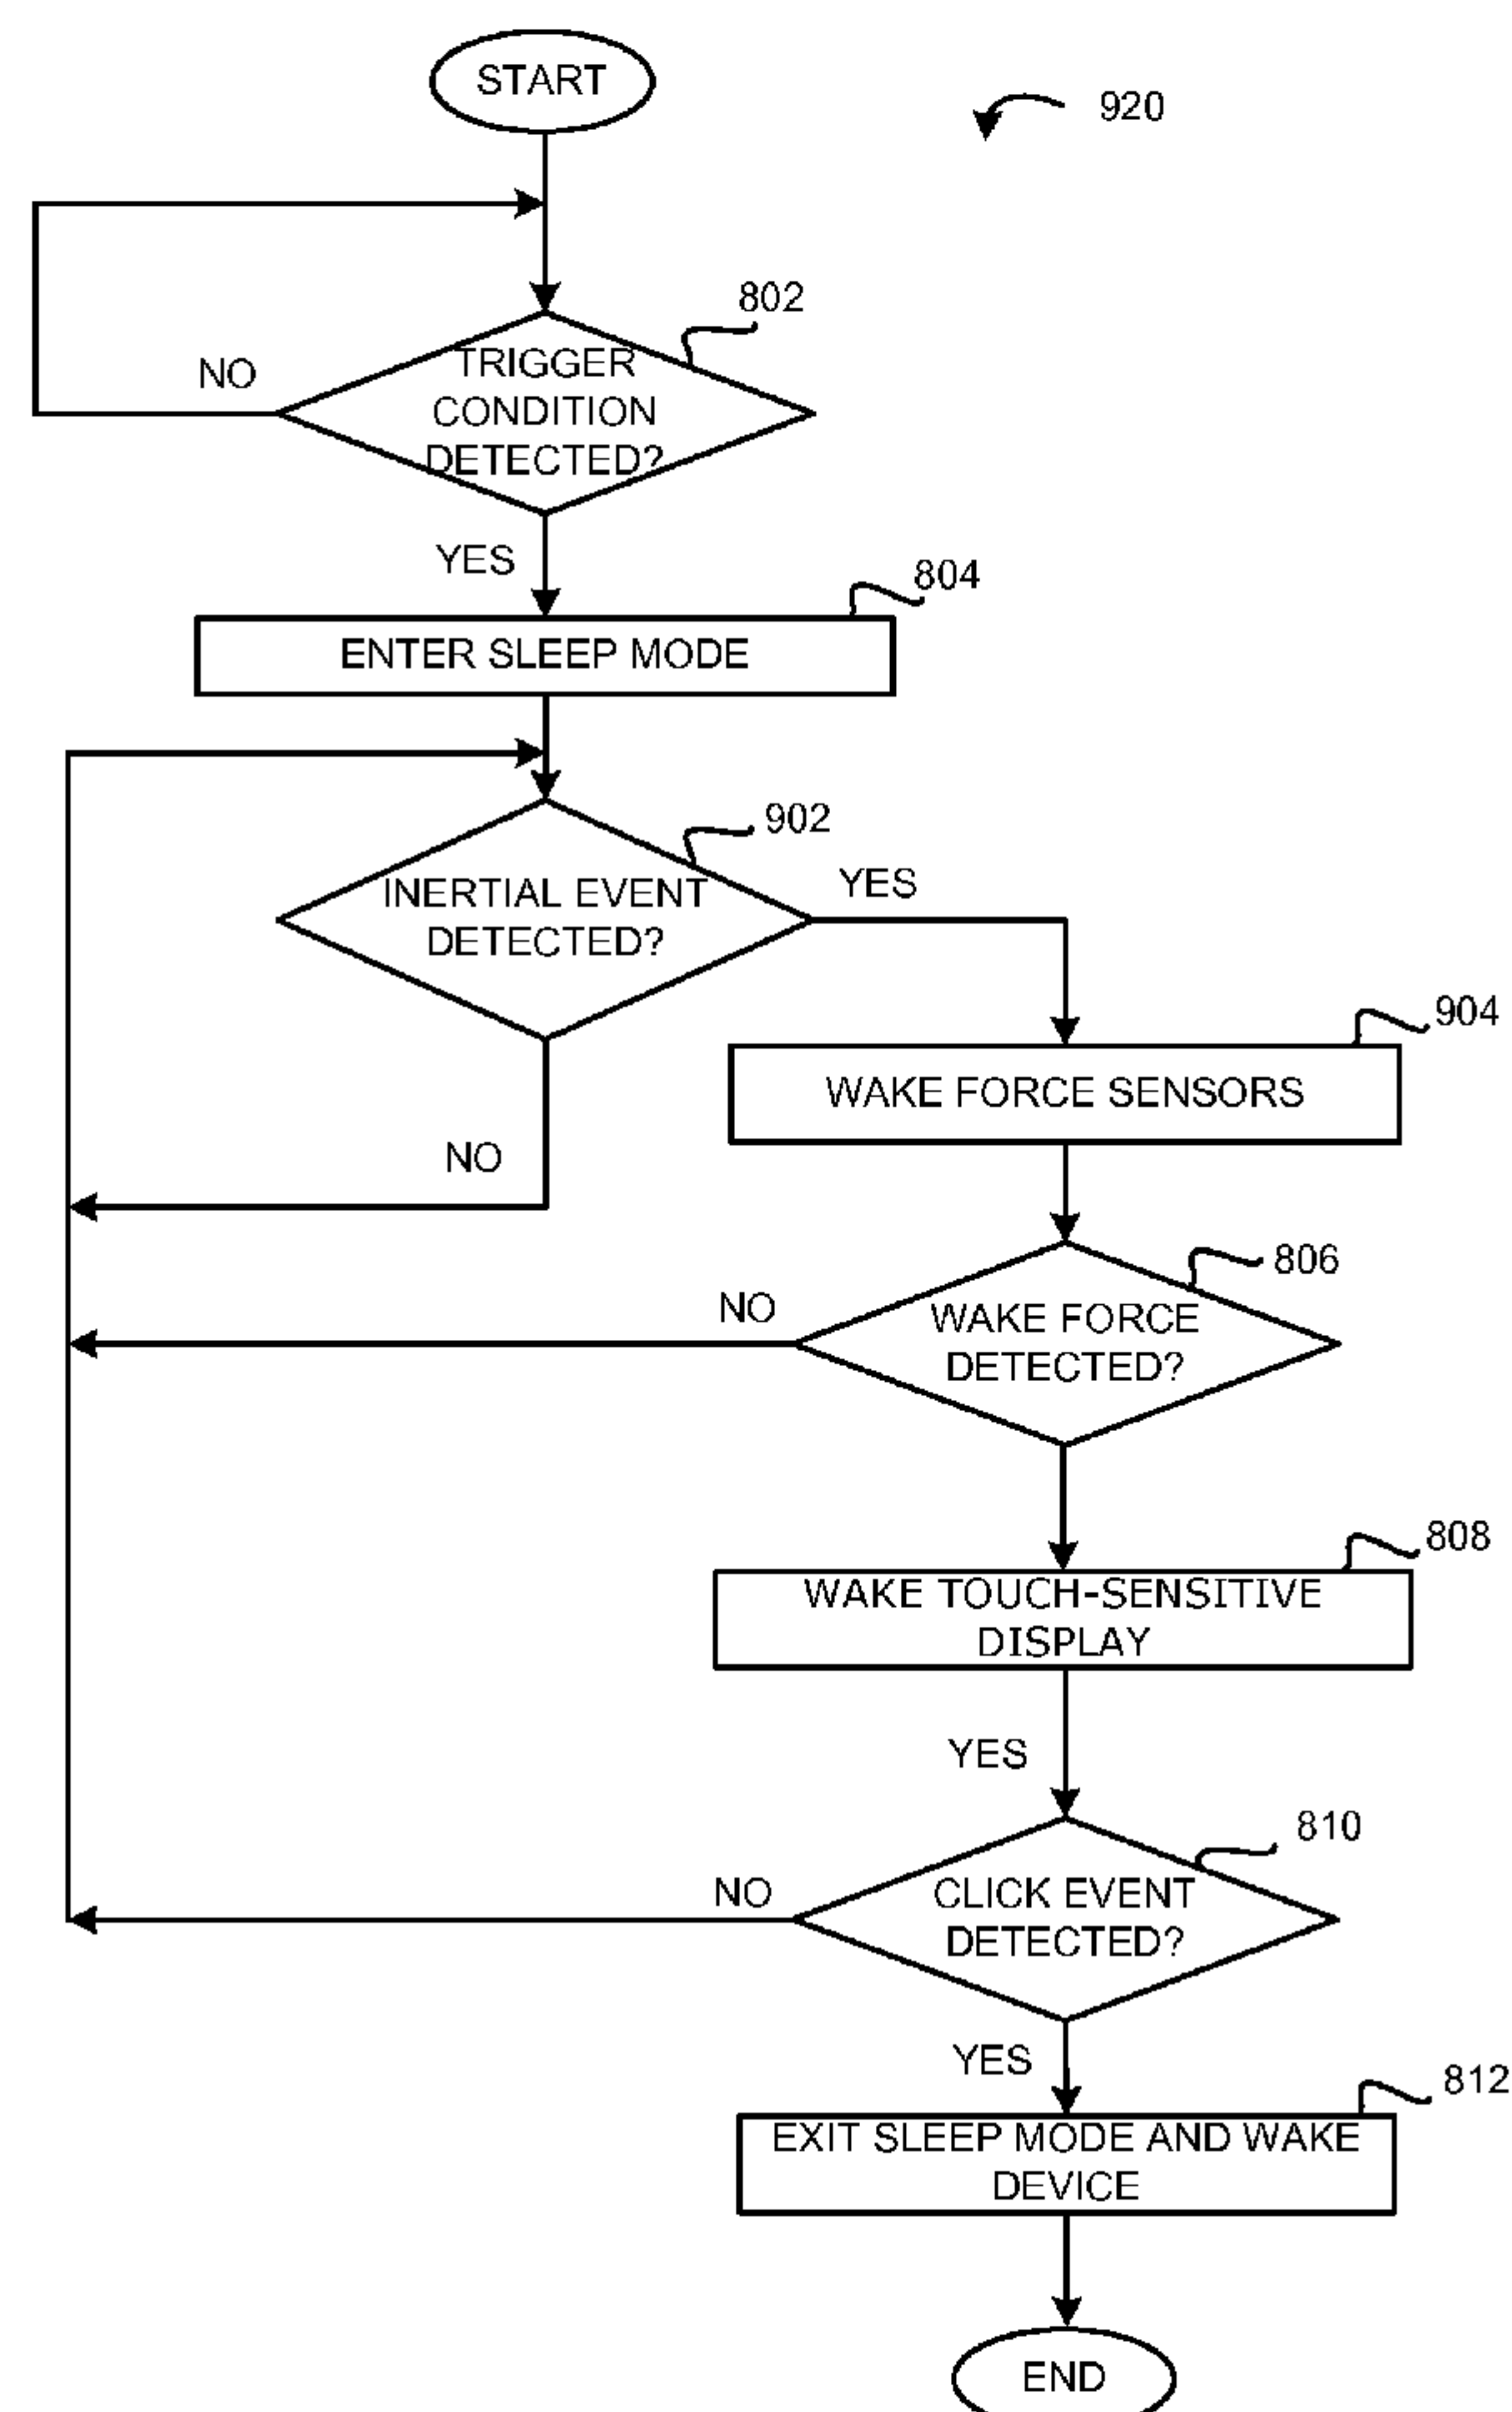 START
920
802
NO
TRIGGER
CONDITION
DETECTED?
YES
804
ENTER SLEEP MODE
902
INERTIAL EVENT
DETECTED?
YES
904
WAKE FORCE SENSORS
NO
806
NO
WAKE FORCE
DETECTED?
808
WAKE TOUCH-SENSITIVE
DISPLAY
YES
810
NO
CLICK EVENT
DETECTED?
YES
812
EXIT SLEEP MODE AND WAKE
DEVICE
END